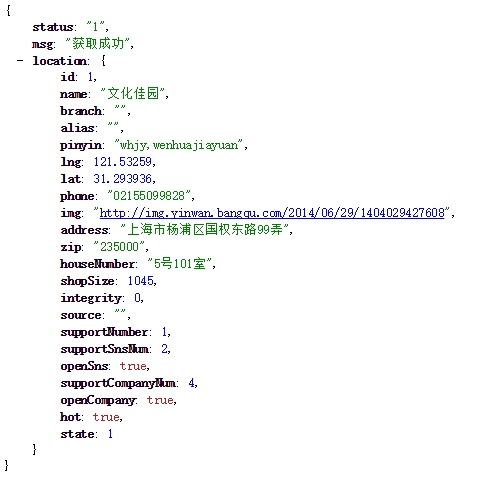 {
status: "1",
msg: "获取成功",
- location: {
id: 1,
name: "文化佳园",
branch: "",
alias: "",
pinyin: "whjy,wenhuajiayuan",
lng: 121.53259,
lat: 31.293936,
phone: "02155099828",
img: "http://img.yinwan.bangqu.com/2014/06/29/1404029427608",
address: "上海市杨浦区国权东路99弄",
zip: "235000",
houseNumber: "5号101室",
shopSize: 1045,
integrity: 0,
source: "",
supportNumber: 1,
supportSnsNum: 2,
openSns: true,
supportCompanyNum: 4,
openCompany: true,
hot: true,
state: 1
}
}